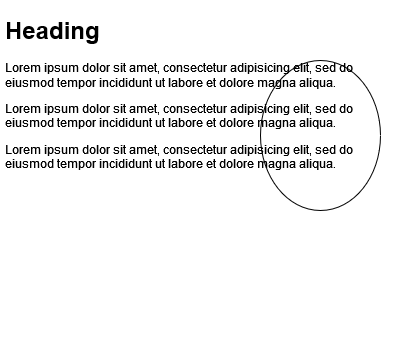 Heading
Lorem ipsum dolor sit amet, consectetur adipisicing elit, sed do
eiusmod tempor incididunt ut labore et dolore magna aliqua.
Lorem ipsum dolor sit amet, consectetur adipisicing elit, sed do
eiusmod tempor incididunt ut labore et dolore magna aliqua.
Lorem ipsum dolor sit amet, consectetur adipisicing elit, sed do
eiusmod tempor incididunt ut labore et dolore magna aliqua.